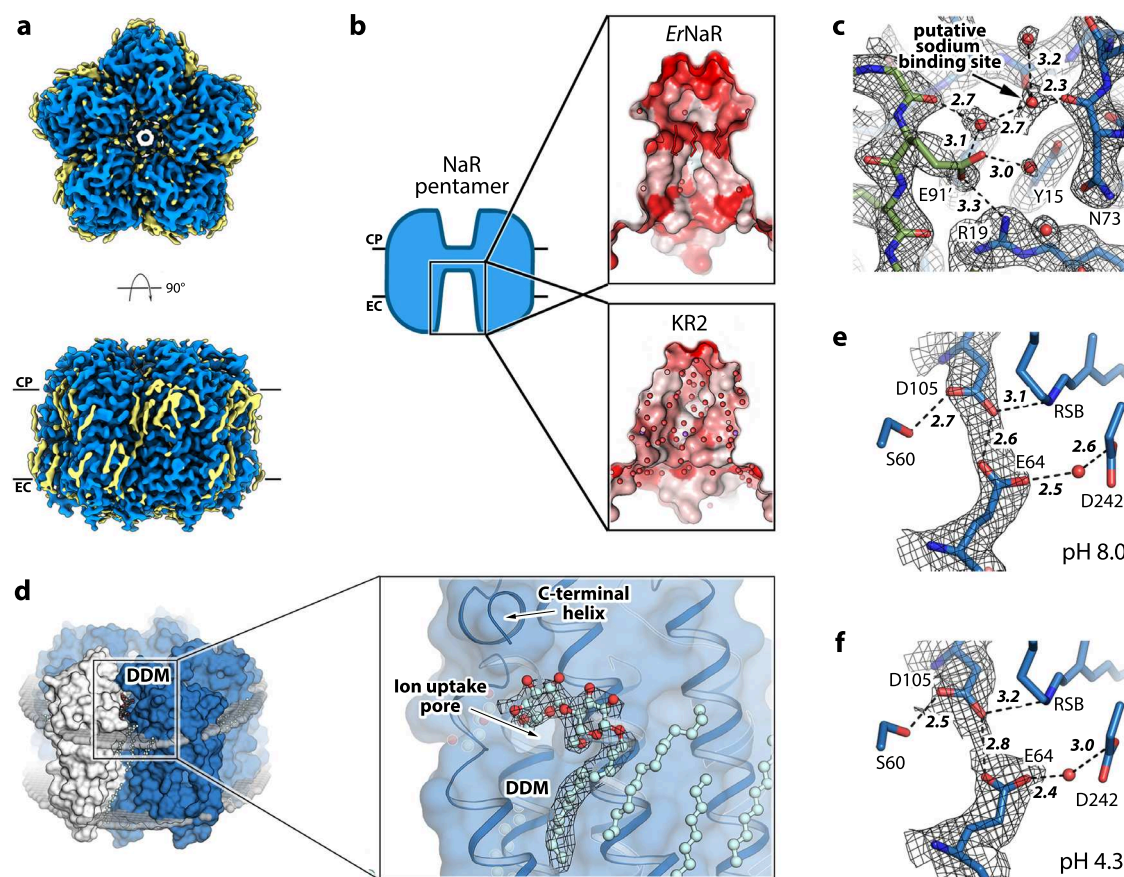 a
90°
CP
EC
b
NaR
pentamer
CP
EC
ErNaR
KR2
c
putative
sodium
binding site
3.2
2.3
2.7
2.7
3.1
3.0
E91′
3.3
Y15
N73
R19
d
DDM
C-terminal
helix
Ion uptake
pore
DDM
e
D105
3.1
RSB
2.7
S60
2.6
E64
2.6
2.5
D242
pH 8.0
f
D105
3.2
RSB
2.5
S60
2.8
E64
3.0
2.4
D242
pH 4.3